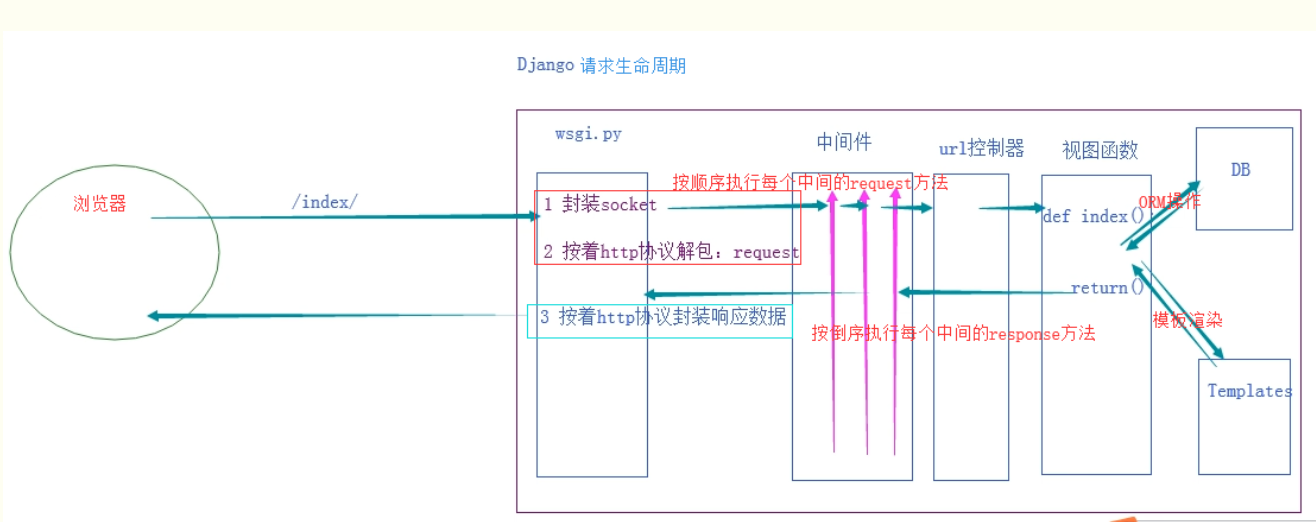 Django 请求生命周期
wsgi.py
中间件
url控制器
视图函数
DB
浏览器
/index/
按顺序执行每个中间的request方法
1 封装socket
ORM操作
def index()
2 按着http协议解包：request
return()
3 按着http协议封装响应数据
按倒序执行每个中间的response方法
模板渲染
Templates